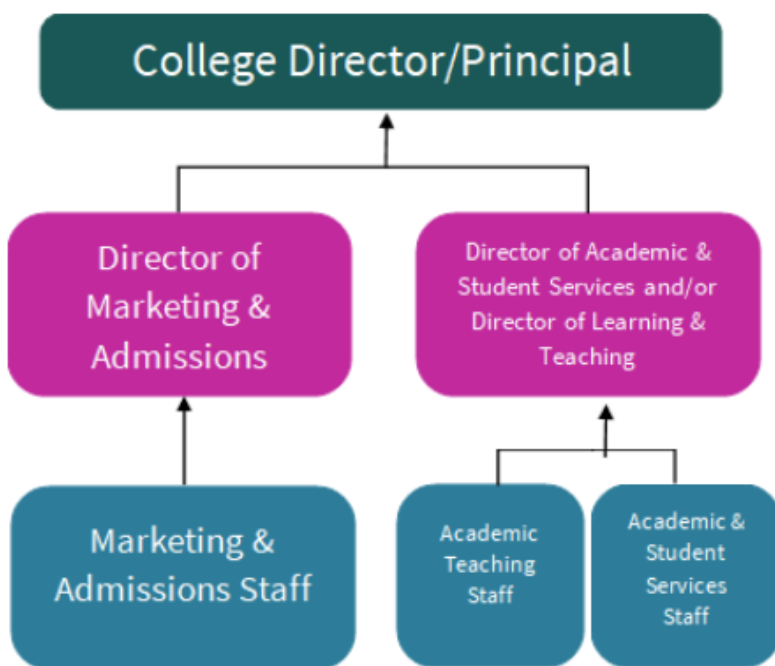 College Director/Principal
Director of
Marketing &
Admissions
Director of Academic &
Student Services and/or
Director of Learning &
Teaching
Marketing &
Admissions Staff
Academic
Teaching
Staff
Academic &
Student
Services
Staff